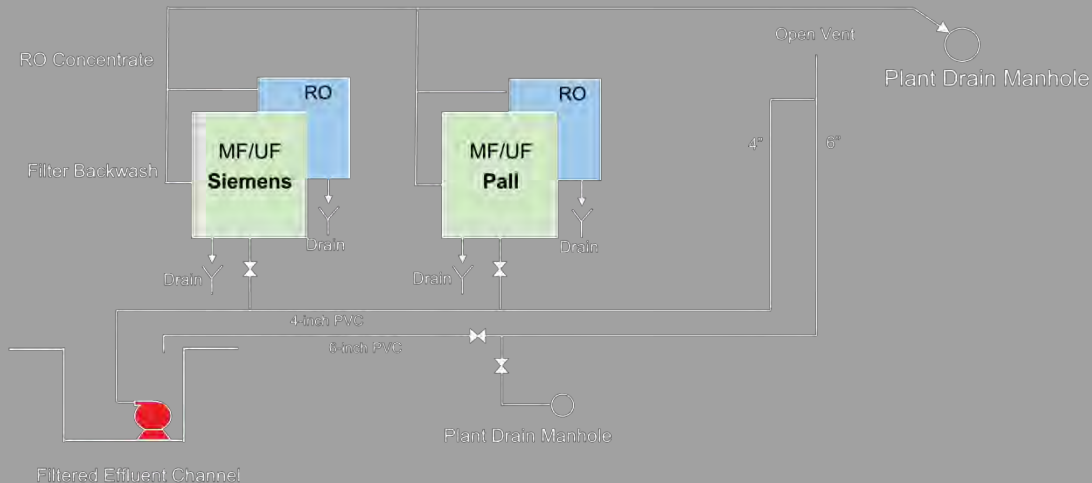 Open Vent
RO Concentrate
Plant Drain Manhole
RO
RO
4"
6"
MF/UF
Siemens
MF/UF
Pall
Filter Backwash
Drain
Drain
Drain
Drain
4-inch PVC
6-inch PVC
Plant Drain Manhole
Filtered Effluent Channel